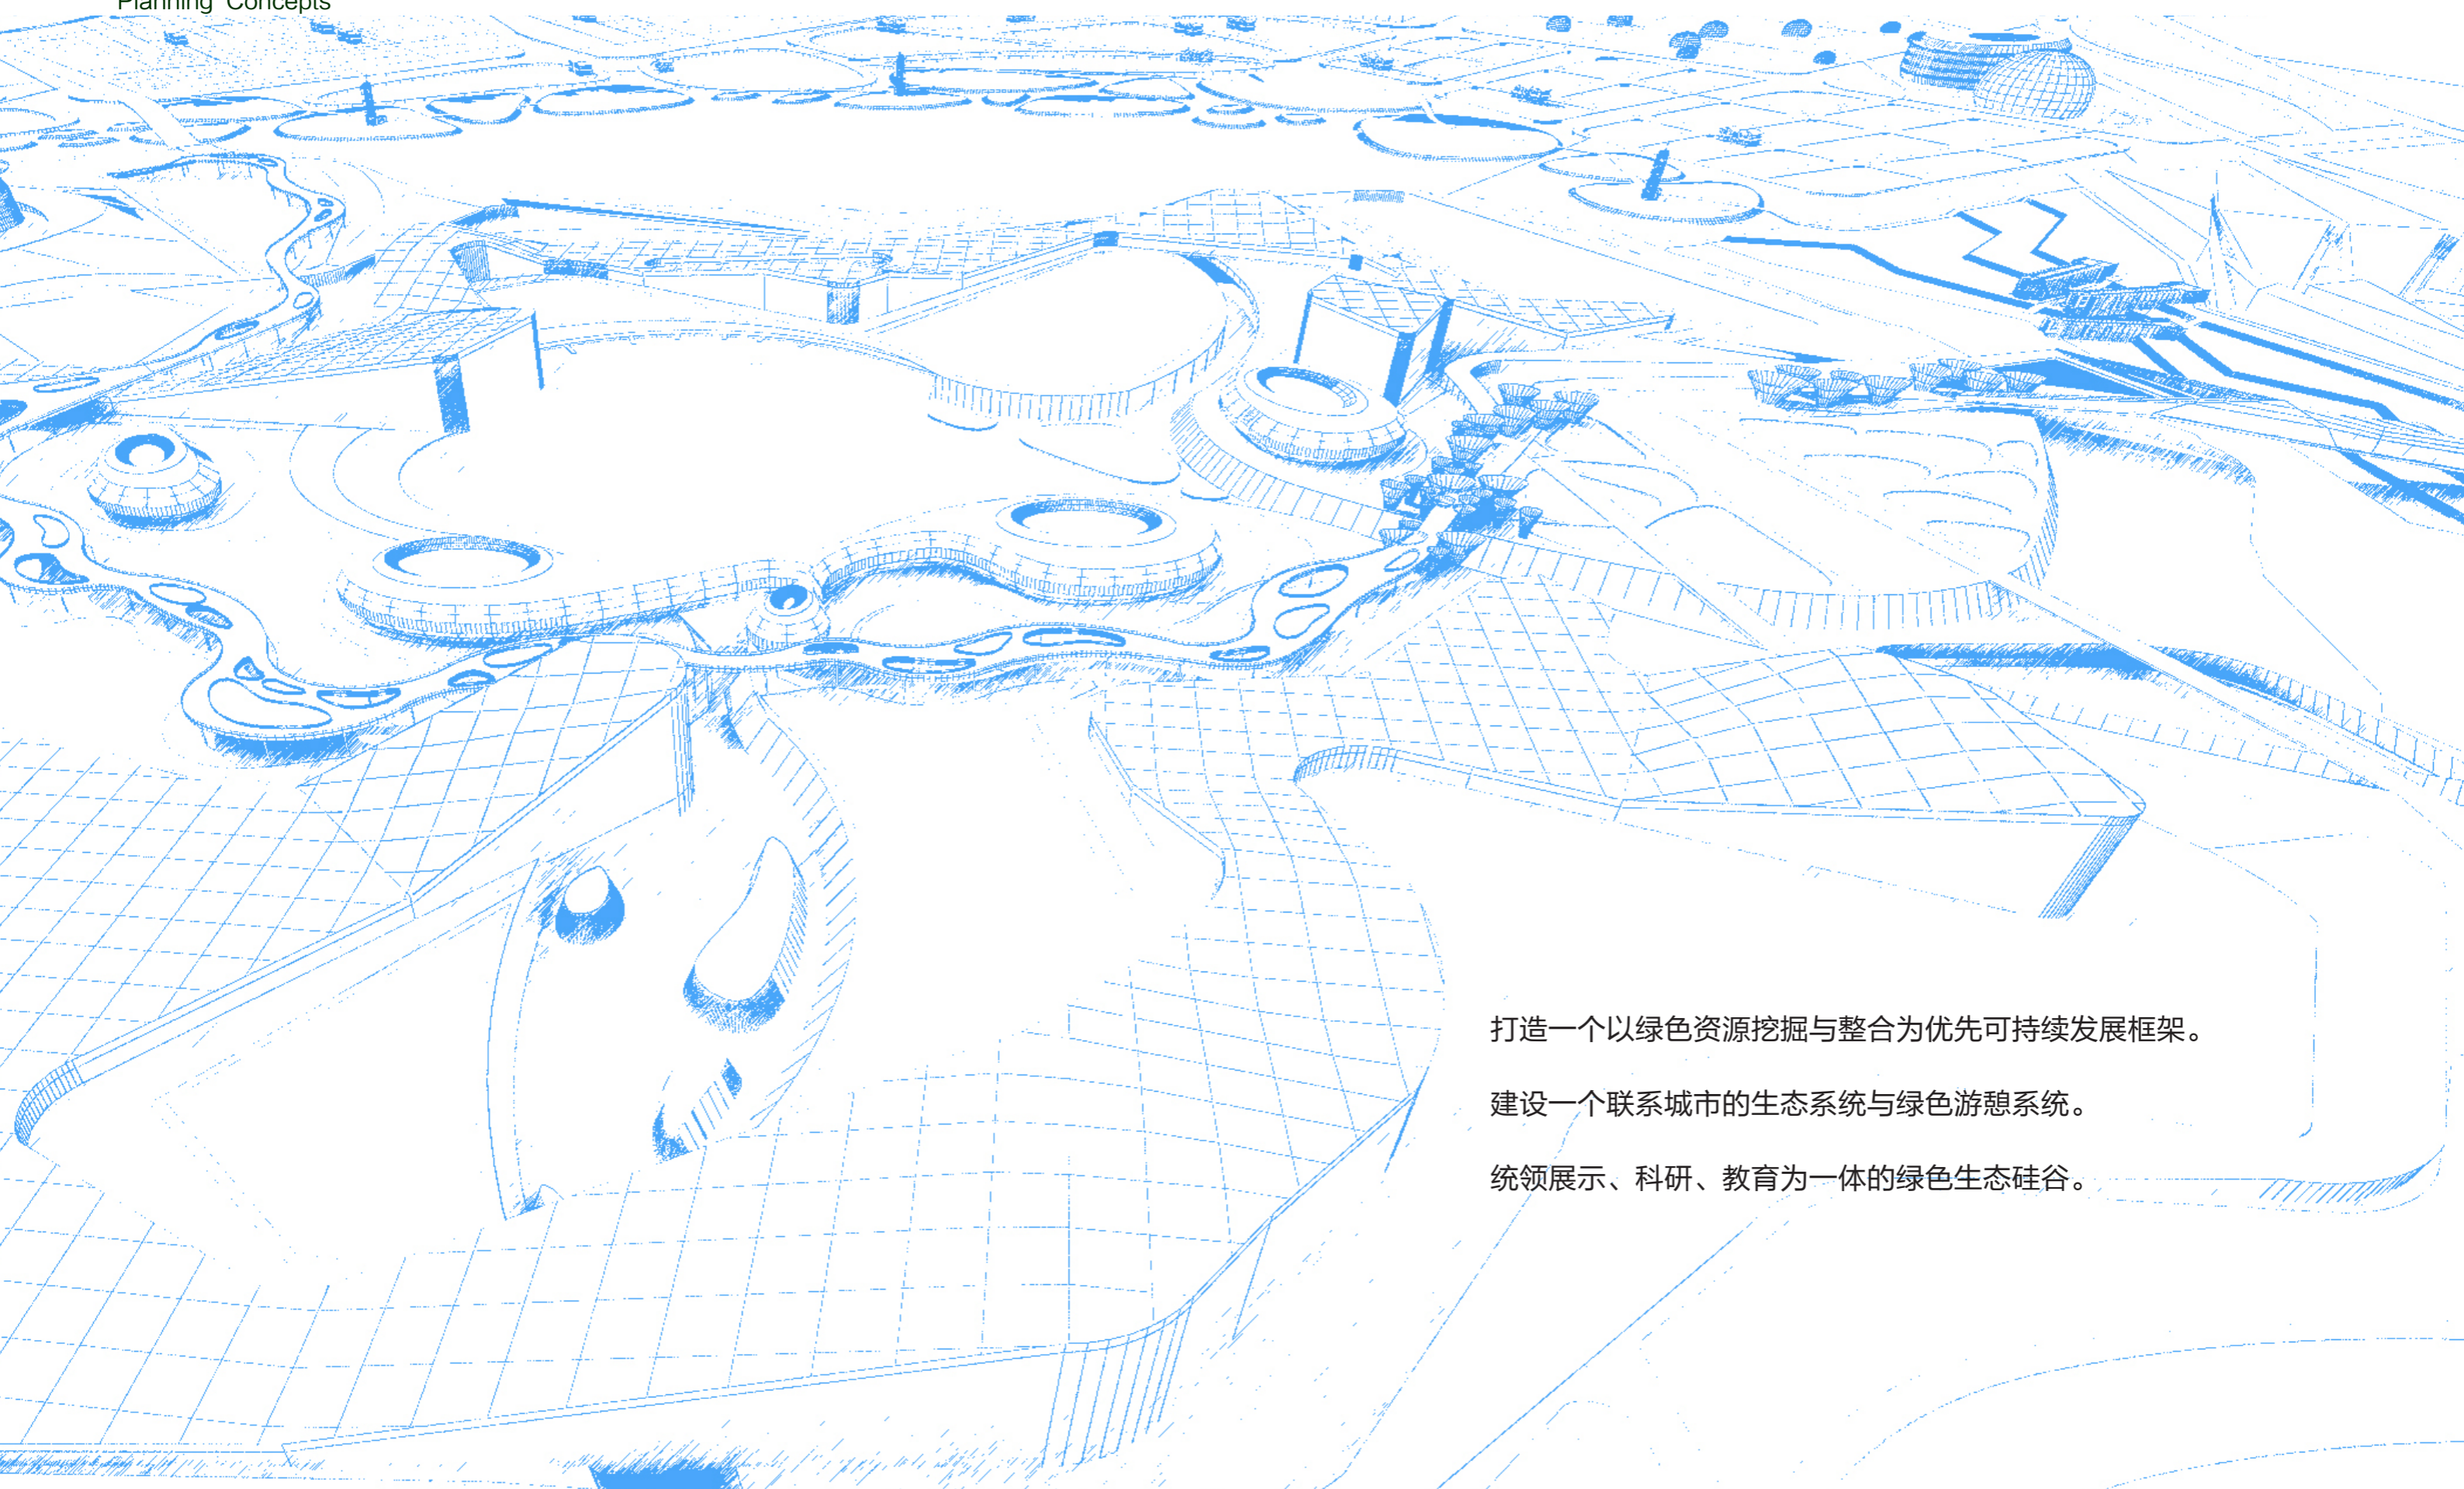 Planning Concepts
打造一个以绿色资源挖掘与整合为优先可持续发展框架。
建设一个联系城市的生态系统与绿色游憩系统。
统领展示、科研、教育为一体的绿色生态硅谷。